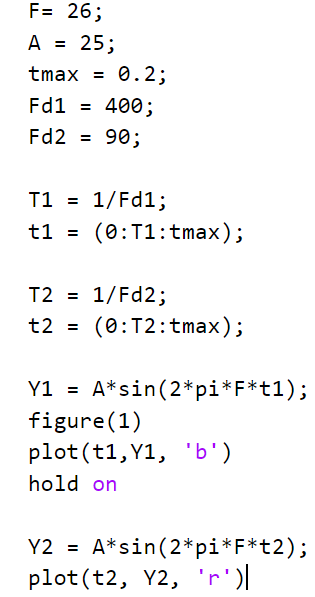 F= 26;
A = 25;
tmax = 0.2;
Fd1 = 400;
Fd2 = 90;
T1 = 1/Fd1;
t1 = (0:T1:tmax);
T2 = 1/Fd2;
t2 = (0:T2:tmax);
Y1 = A*sin(2*pi*F*t1);
figure(1)
plot(t1,Y1, 'b')
hold on
Y2 = A*sin(2*pi*F*t2);
plot(t2, Y2, 'r')